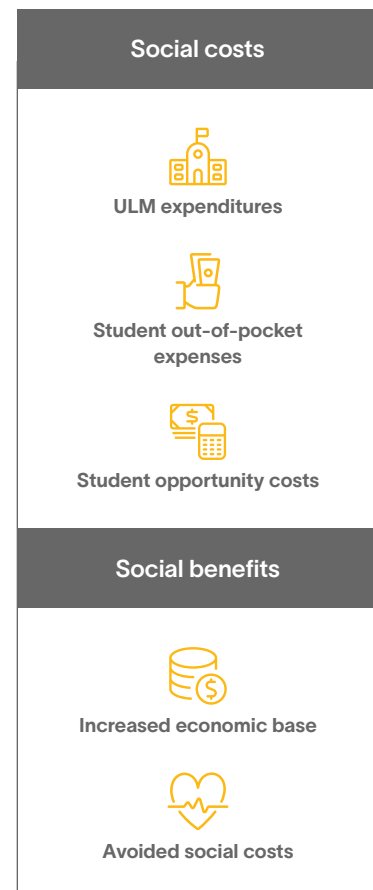 Social costs
ULM expenditures
Student out-of-pocket
expenses
$
Student opportunity costs
Social benefits
$
Increased economic base
Avoided social costs